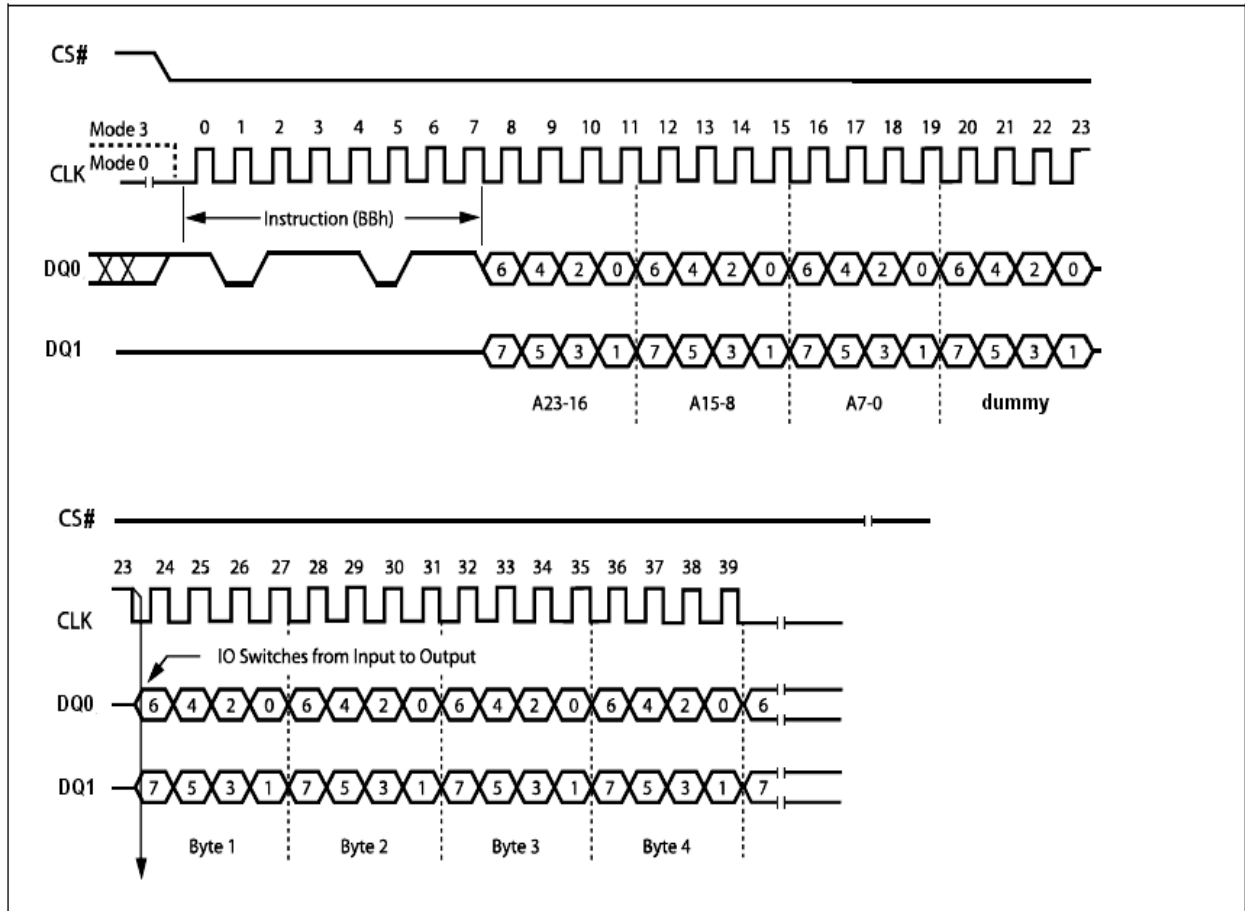 CS#
Mode 3
0 1 2 3 4 5 6 7 8 9 10 11 12 13 14 15 16 17 18 19 20 21 22 23
Mode 0
CLK
Instruction (BBh)
DQ0 6 4 2 0 6 4 2 0 6 4 2 0 6 4 2 0
DQ1 7 5 3 1 7 5 3 1 7 5 3 1 7 5 3 1
A23-16 A15-8 A7-0 dummy
CS#
23 24 25 26 27 28 29 30 31 32 33 34 35 36 37 38 39
CLK
IO Switches from Input to Output
DQ0 6 4 2 0 6 4 2 0 6 4 2 0 6 4 2 0 6
DQ1 7 5 3 1 7 5 3 1 7 5 3 1 7 5 3 1 7
Byte 1 Byte 2 Byte 3 Byte 4